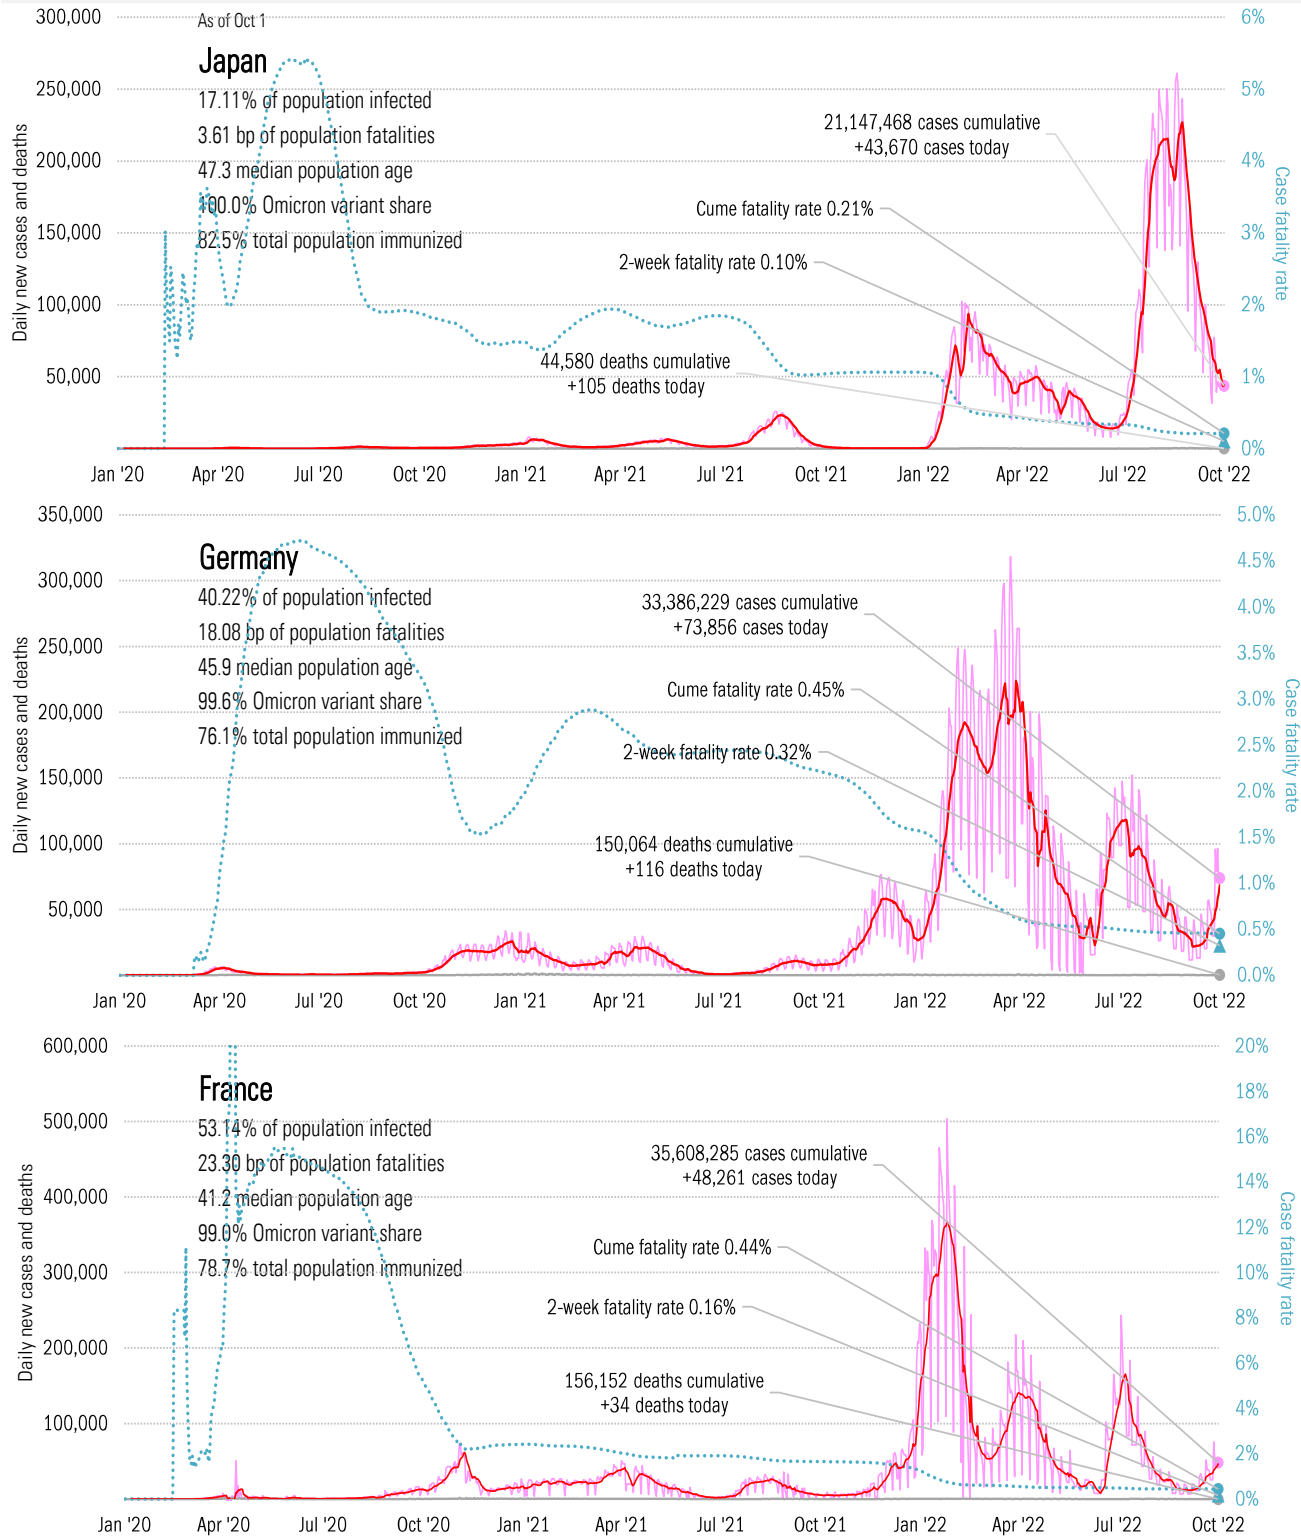 300,000
As of Oct 1
6%
Japan
250,000
5%
17.11% of population infected
3.61 bp of population fatalities
200,000
4%
47.3 median population age
100.0% Omicron variant share
150,000
3%
82.5% total population immunized
21,147,468 cases cumulative
+43,670 cases today
Cume fatality rate 0.21%
2-week fatality rate 0.10%
100,000
2%
44,580 deaths cumulative
+105 deaths today
50,000
1%
0%
Daily new cases and deaths
Case fatality rate
Jan '20 Apr '20 Jul '20 Oct '20 Jan '21 Apr '21 Jul '21 Oct '21 Jan '22 Apr '22 Jul '22 Oct '22
350,000
5.0%
Germany
300,000
4.5%
40.22% of population infected
4.0%
18.08 bp of population fatalities
250,000
3.5%
45.9 median population age
99.6% Omicron variant share
200,000
3.0%
76.1% total population immunized
33,386,229 cases cumulative
+73,856 cases today
Cume fatality rate 0.45%
2-week fatality rate 0.32%
2.5%
150,000
2.0%
100,000
1.5%
150,064 deaths cumulative
+116 deaths today
1.0%
50,000
0.5%
0.0%
Daily new cases and deaths
Case fatality rate
Jan '20 Apr '20 Jul '20 Oct '20 Jan '21 Apr '21 Jul '21 Oct '21 Jan '22 Apr '22 Jul '22 Oct '22
600,000
20%
France
18%
500,000
53.14% of population infected
16%
23.30 bp of population fatalities
400,000
41.2 median population age
14%
99.0% Omicron variant share
12%
300,000
78.7% total population immunized
10%
35,608,285 cases cumulative
+48,261 cases today
Cume fatality rate 0.44%
2-week fatality rate 0.16%
8%
200,000
6%
156,152 deaths cumulative
+34 deaths today
4%
100,000
2%
0%
Daily new cases and deaths
Case fatality rate
Jan '20 Apr '20 Jul '20 Oct '20 Jan '21 Apr '21 Jul '21 Oct '21 Jan '22 Apr '22 Jul '22 Oct '22